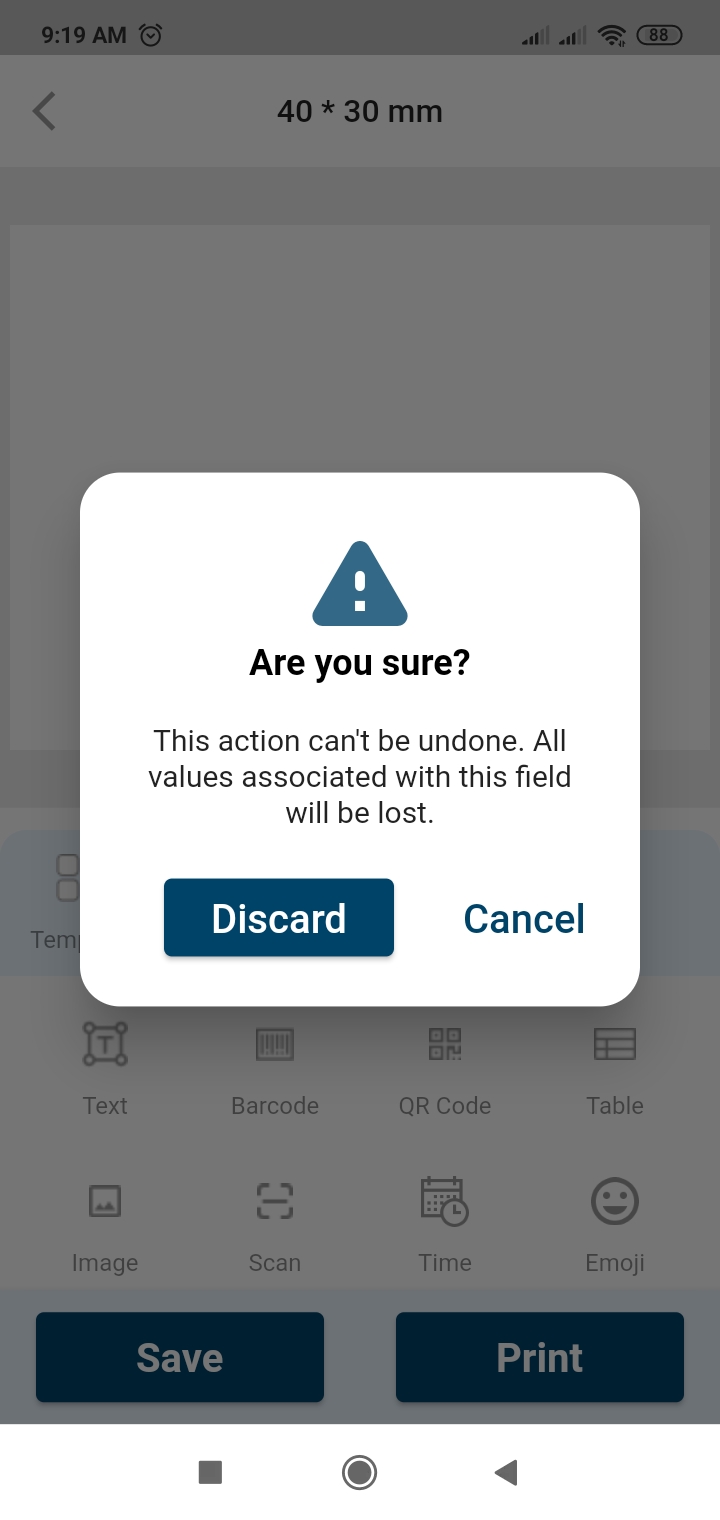 9:19 AM
88
40 * 30 mm
Are you sure?
This action can't be undone. All
values associated with this field
will be lost.
Discard Cancel
Text Barcode QR Code Table
Image Scan Time Emoji
Save Print